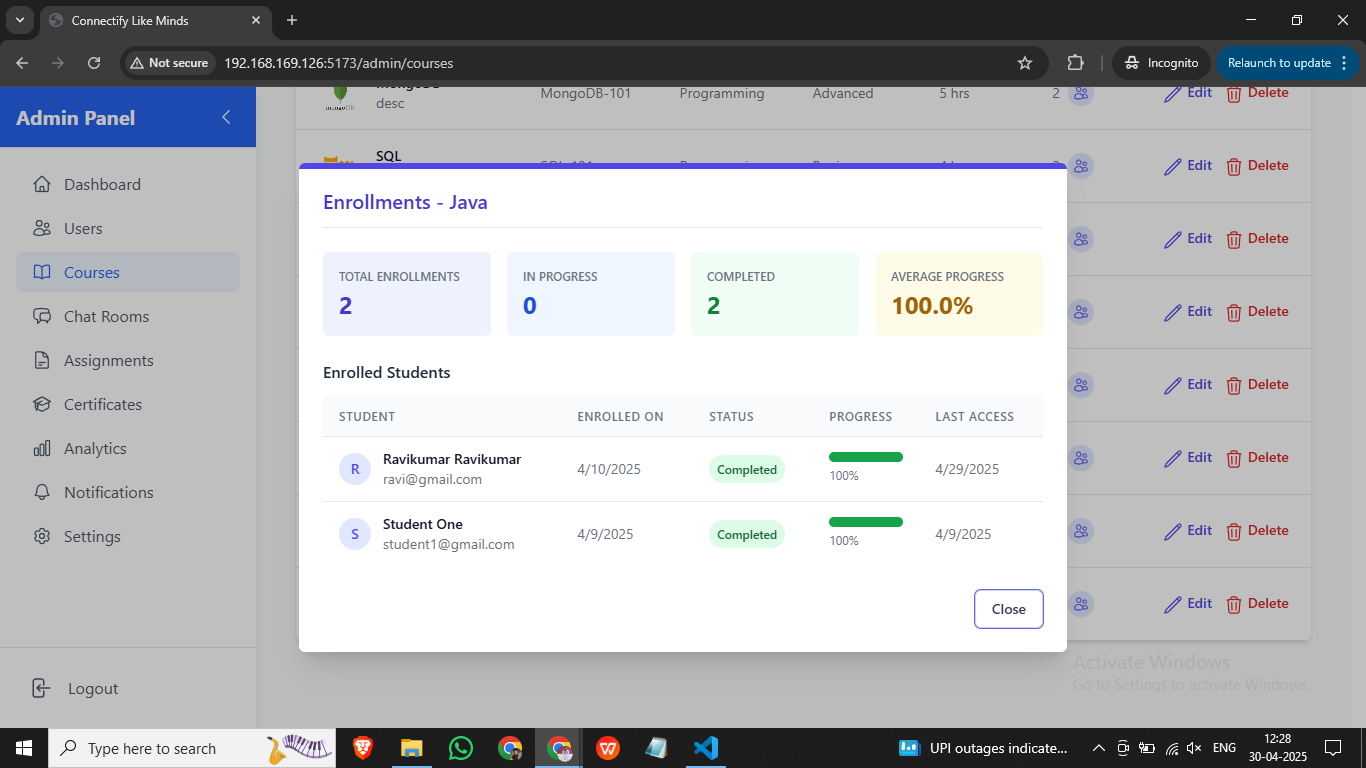 Connectify Like Minds
Not secure 192.168.169.126:5173/admin/courses Incognito Relaunch to update
Admin Panel
Dashboard
Users
Courses
Chat Rooms
Assignments
Certificates
Analytics
Notifications
Settings
Logout
MongoDB
desc MongoDB-101 Programming Advanced 5 hrs 2 Edit Delete
SQL
Edit Delete
Edit Delete
Edit Delete
Edit Delete
Edit Delete
Edit Delete
Edit Delete
Enrollments - Java
TOTAL ENROLLMENTS IN PROGRESS COMPLETED AVERAGE PROGRESS
2 0 2 100.0%
Enrolled Students
STUDENT ENROLLED ON STATUS PROGRESS LAST ACCESS
Ravikumar Ravikumar
ravi@gmail.com 4/10/2025 Completed 100% 4/29/2025
Student One
student1@gmail.com 4/9/2025 Completed 100% 4/9/2025
Close
Activate Windows
Go to Settings to activate Windows.
Type here to search UPI outages indicate... ENG 12:28
30-04-2025